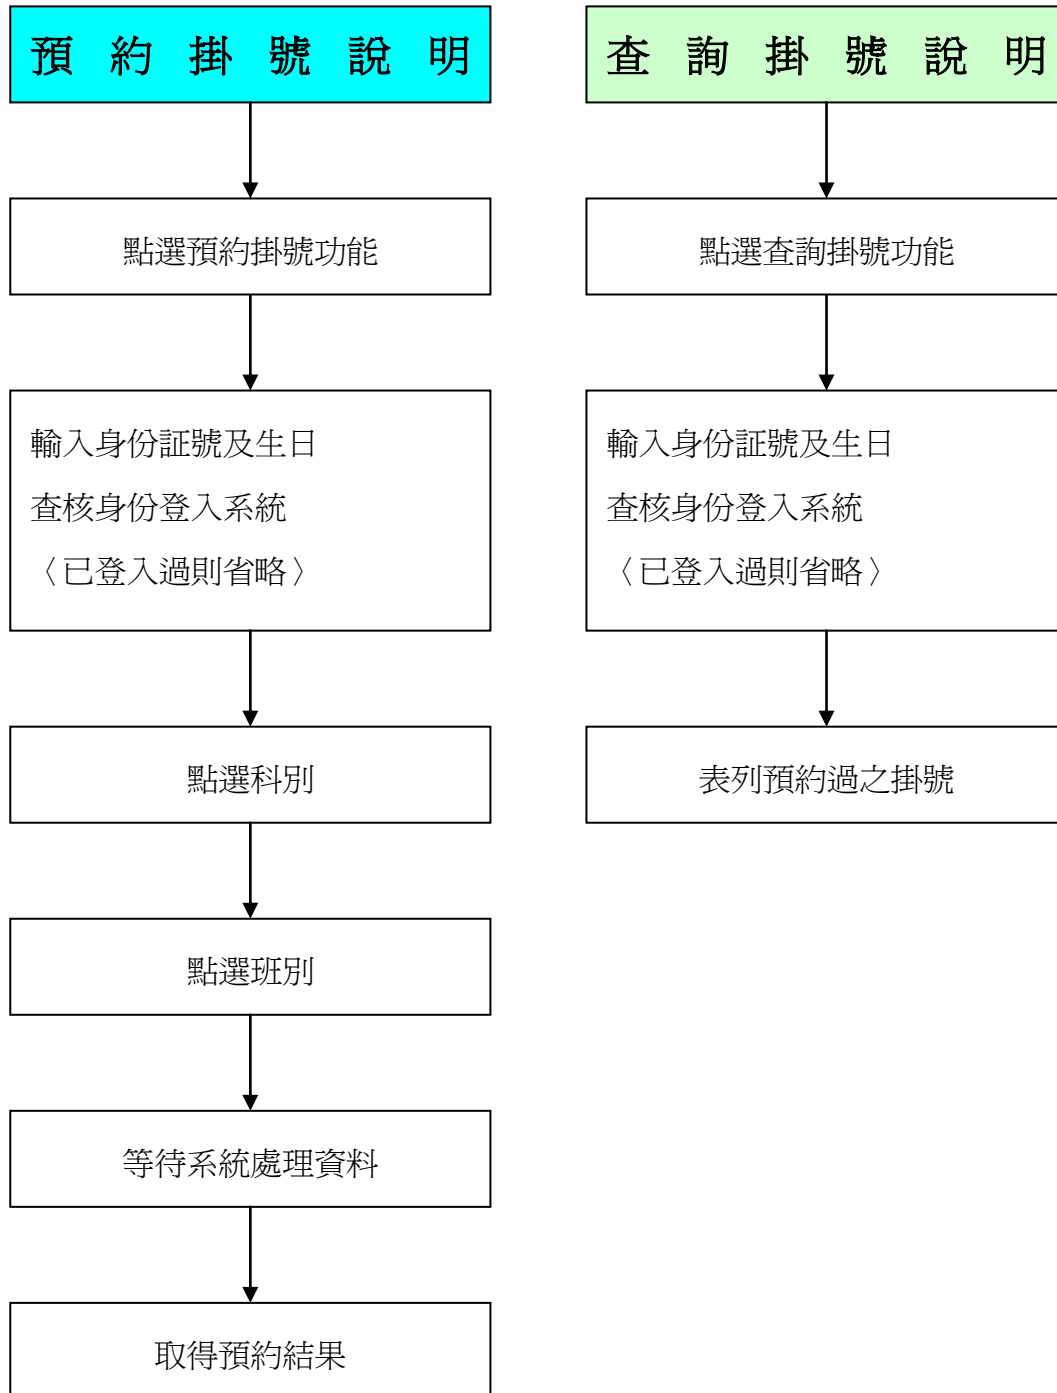 預約掛號說明
點選預約掛號功能
輸入身份証號及生日
查核身份登入系統
〈已登入過則省略〉
點選科別
點選班別
等待系統處理資料
取得預約結果
查詢掛號說明
點選查詢掛號功能
輸入身份証號及生日
查核身份登入系統
〈已登入過則省略〉
表列預約過之掛號